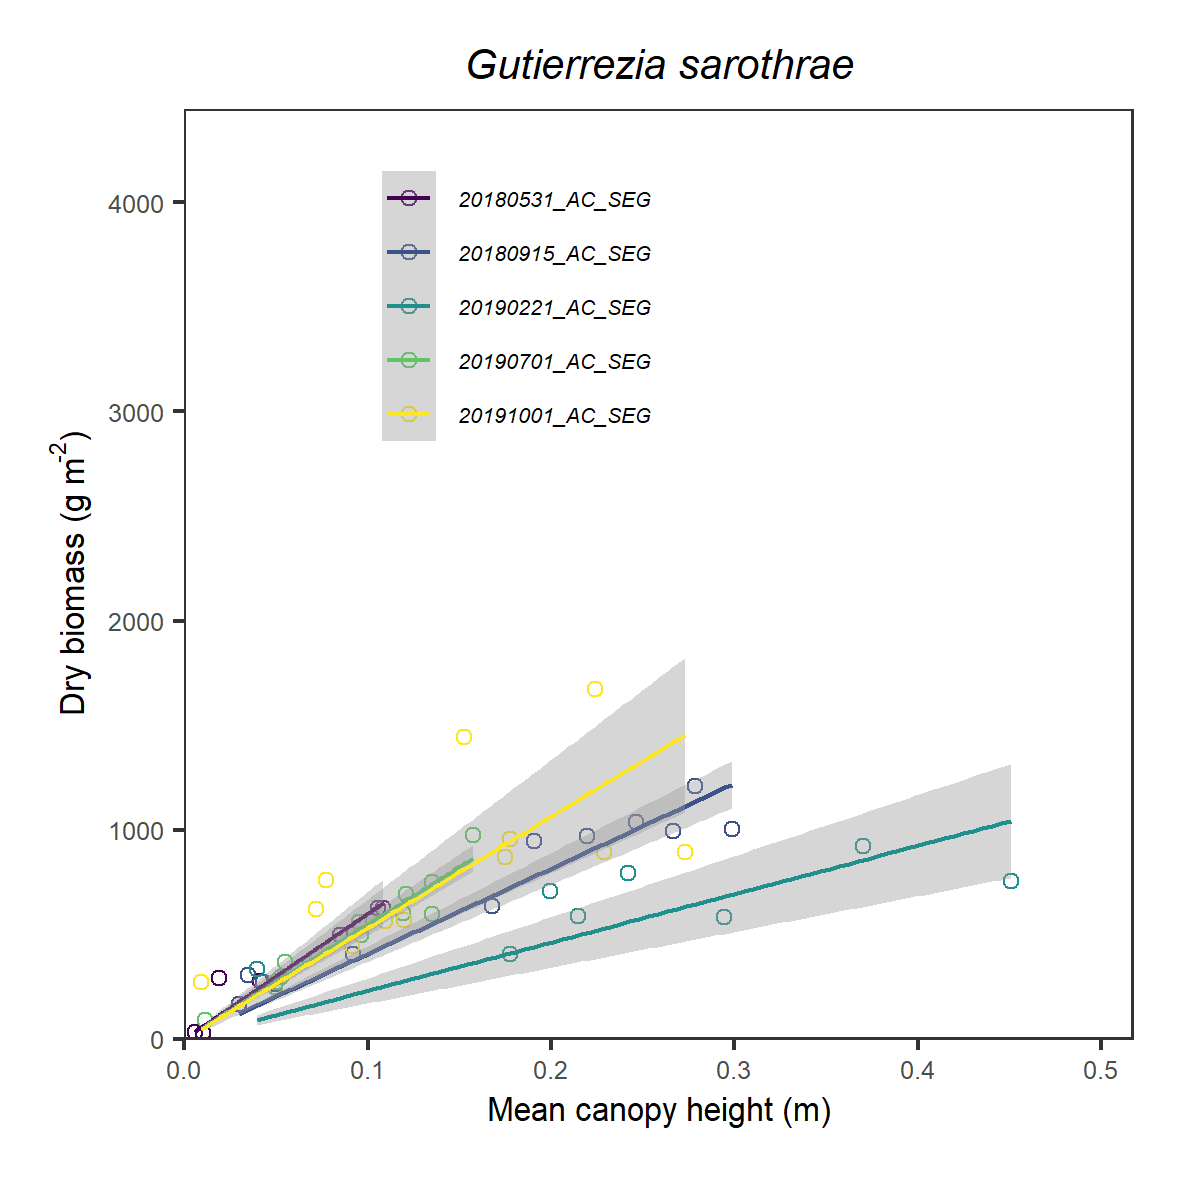 Gutierrezia sarothrae
20180531_AC_SEG
20180915_AC_SEG
20190221_AC_SEG
20190701_AC_SEG
20191001_AC_SEG
Dry biomass (g m-2)
4000
3000
2000
1000
0
0.0 0.1 0.2 0.3 0.4 0.5
Mean canopy height (m)